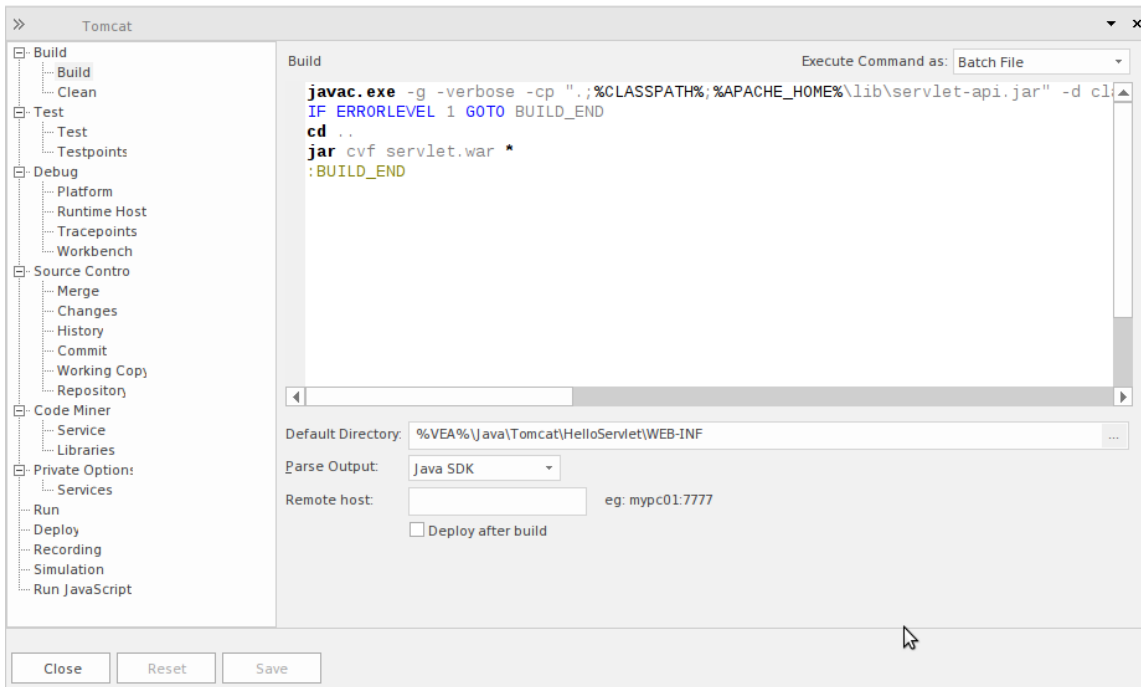 Tomcat
Build
Build
Clean
Test
Test
Testpoints
Debug
Platform
Runtime Host
Tracepoints
Workbench
Source Contro
Merge
Changes
History
Commit
Working Copy
Repository
Code Miner
Service
Libraries
Private Options
Services
Run
Deploy
Recording
Simulation
Run JavaScript
Build
Execute Command as: Batch File
javac.exe -g -verbose -cp ".;%CLASSPATH%;%APACHE_HOME%\lib\servlet-api.jar" -d cla
IF ERRORLEVEL 1 GOTO BUILD_END
cd ..
jar cvf servlet.war *
:BUILD_END
Default Directory: %VEA%\Java\Tomcat\HelloServlet\WEB-INF ...
Parse Output: Java SDK
Remote host: eg: mypc01:7777
Deploy after build
Close Reset Save